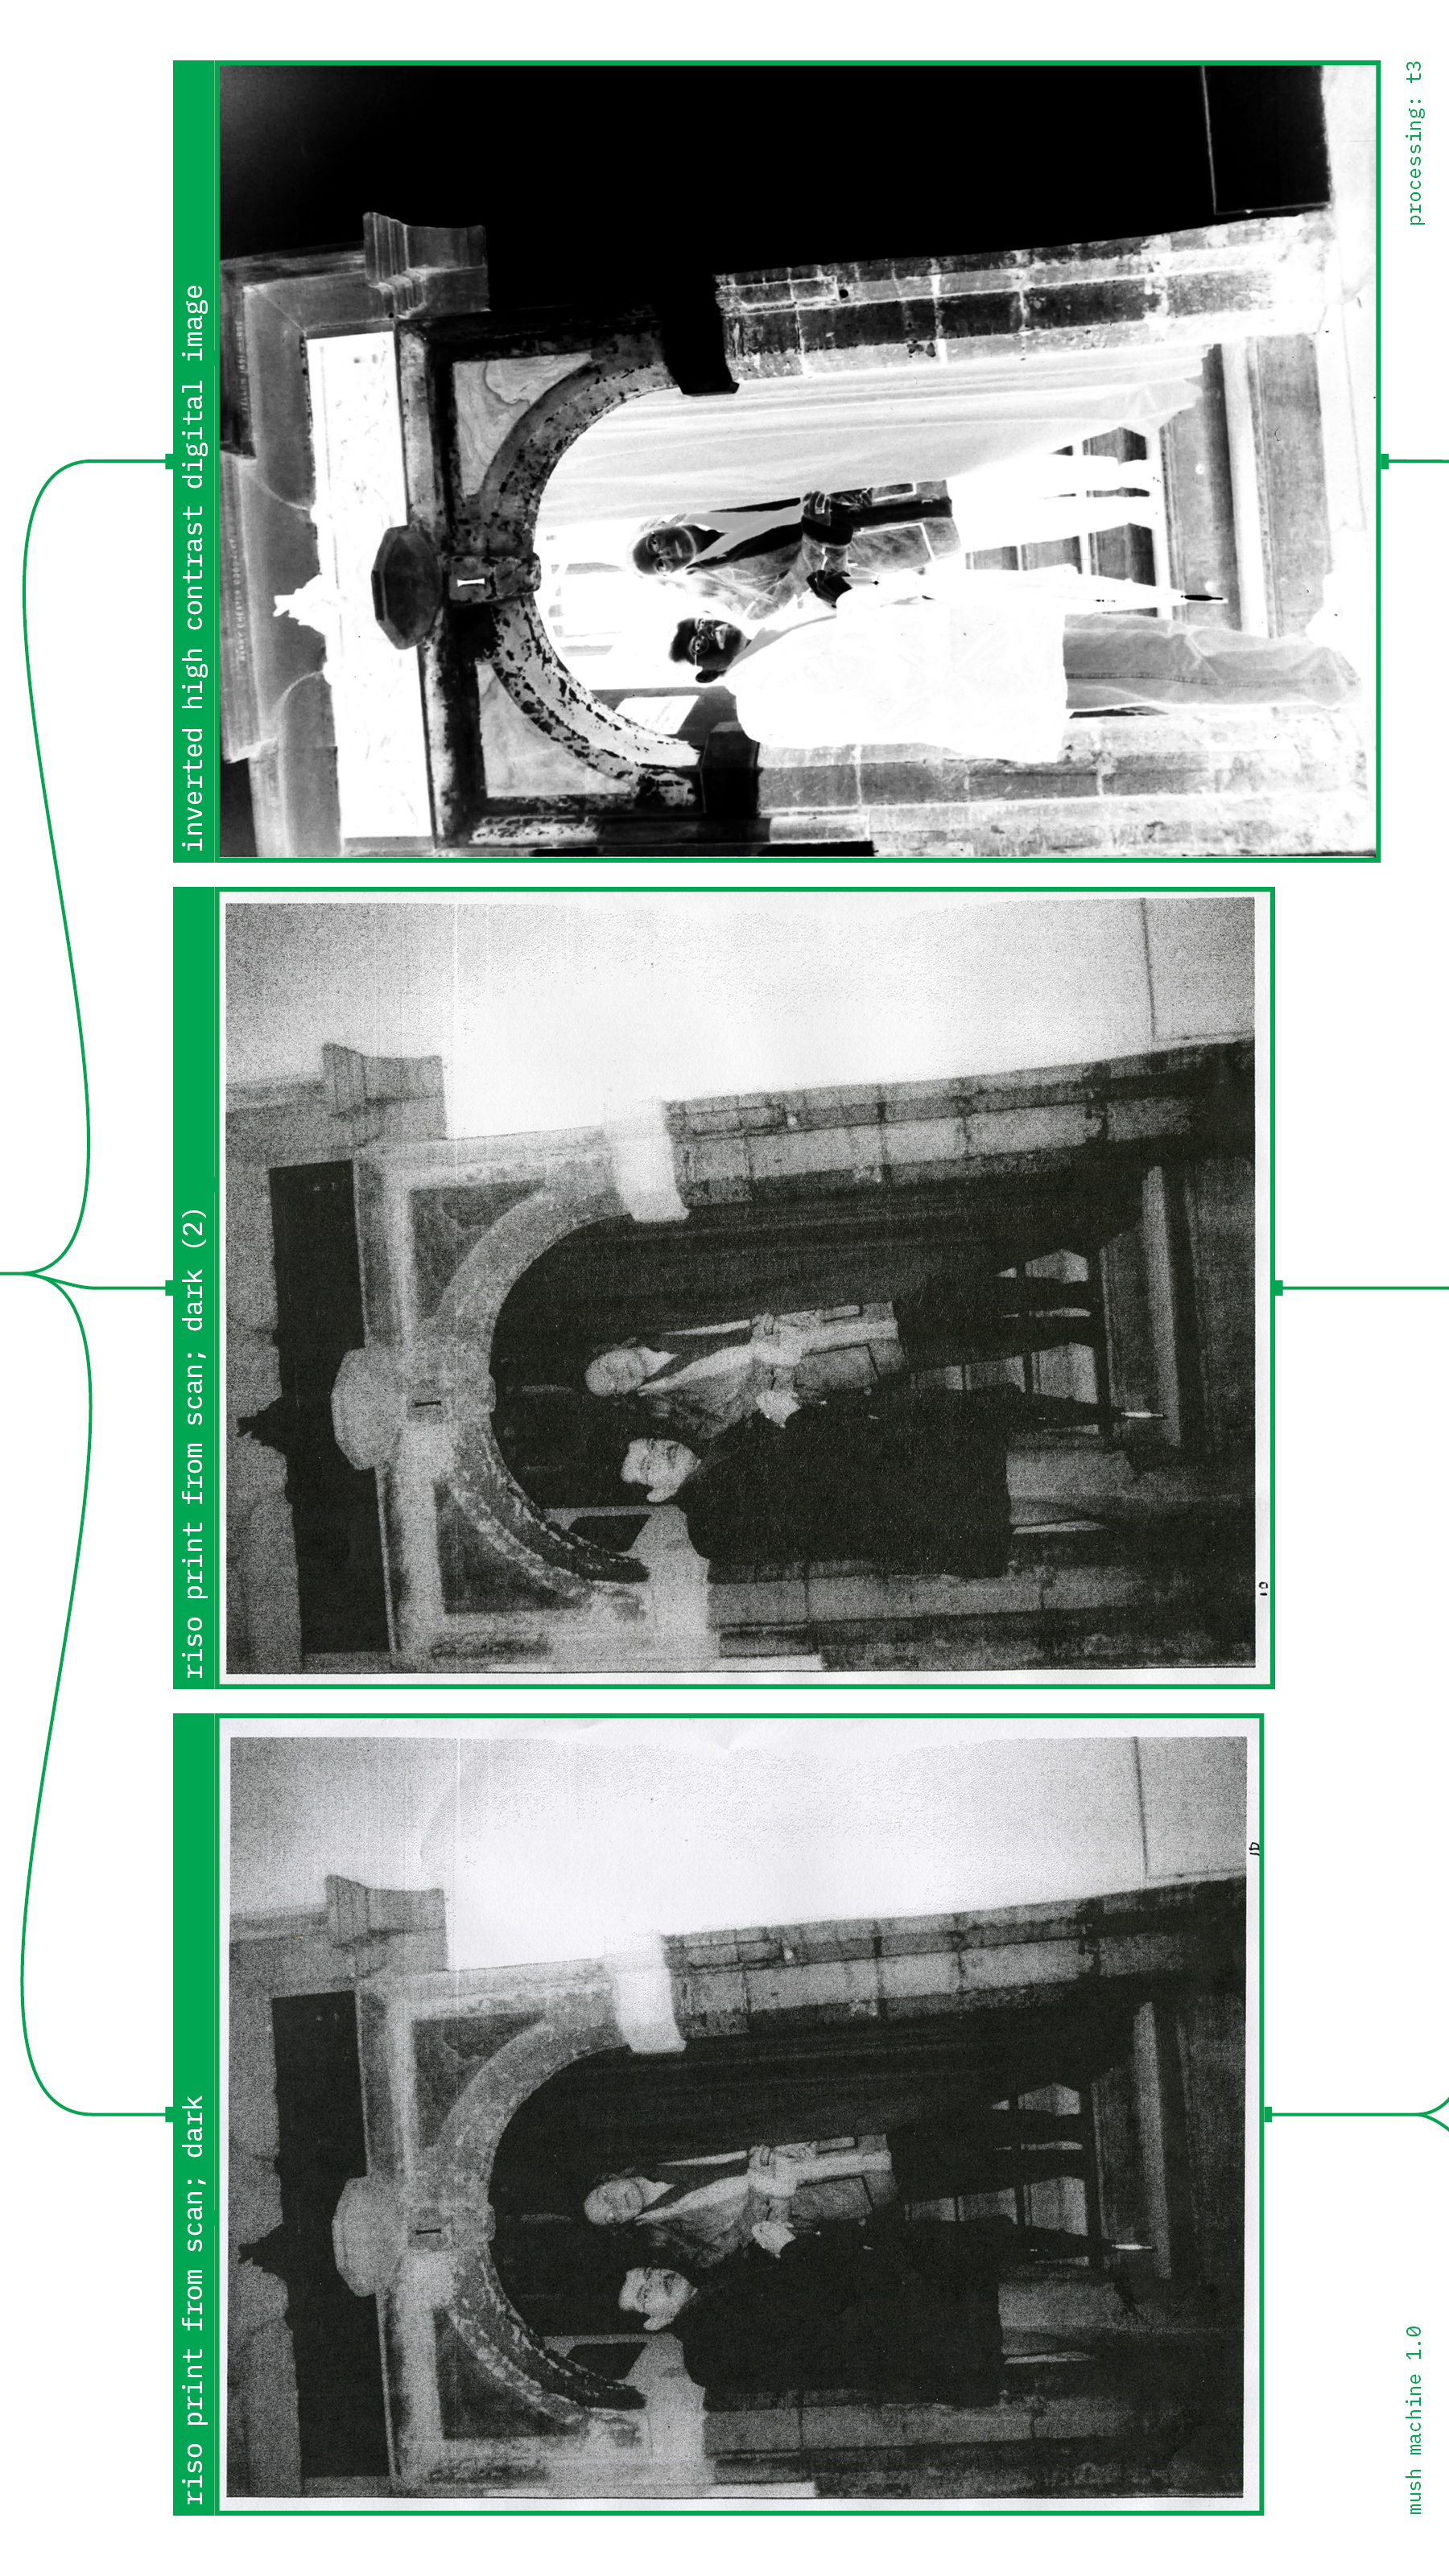 riso print from scan; dark
riso print from scan; dark (2)
inverted high contrast digital image
mush machine 1.0
processing: t3